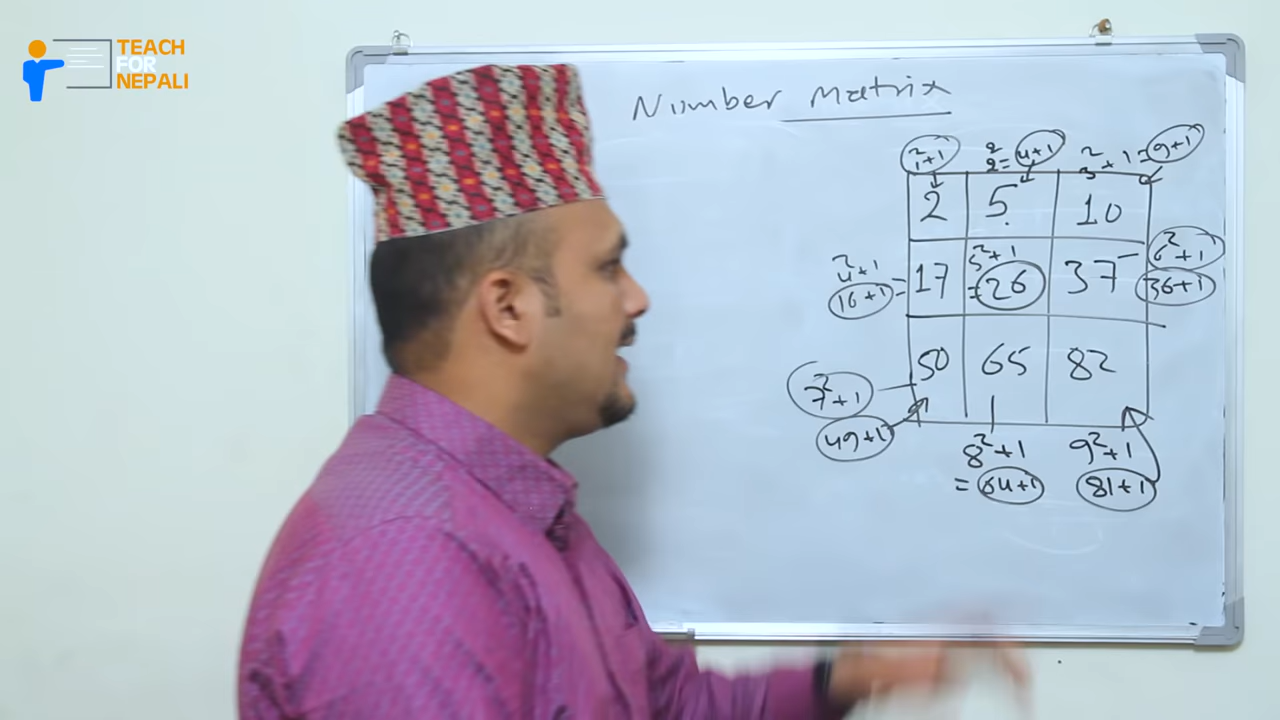 TEACH
FOR
NEPALI
Number Matrix
1²+1 2²= 4+1 3²+1=9+1
2 5 10
4²+1 5²+1 6²+1
16+1= 17 =26 37 36+1
50 65 82
7²+1
49+1
8²+1 9²+1
= 64+1 81+1